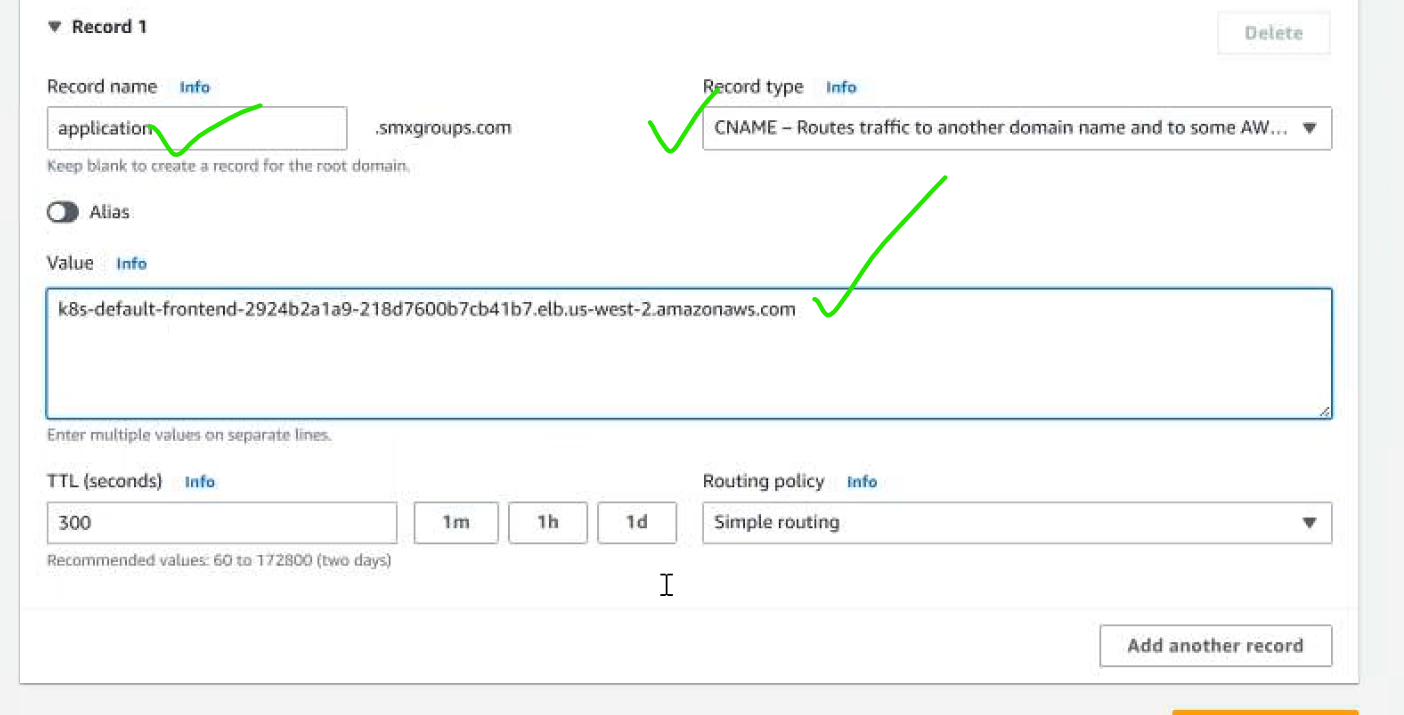 Record 1
Delete
Record name Info
Record type Info
application
.smxgroups.com
CNAME – Routes traffic to another domain name and to some AW...
Keep blank to create a record for the root domain.
Alias
Value Info
k8s-default-frontend-2924b2a1a9-218d7600b7cb41b7.elb.us-west-2.amazonaws.com
Enter multiple values on separate lines.
TTL (seconds) Info
Routing policy Info
300
1m
1h
1d
Simple routing
Recommended values: 60 to 172800 (two days)
Add another record